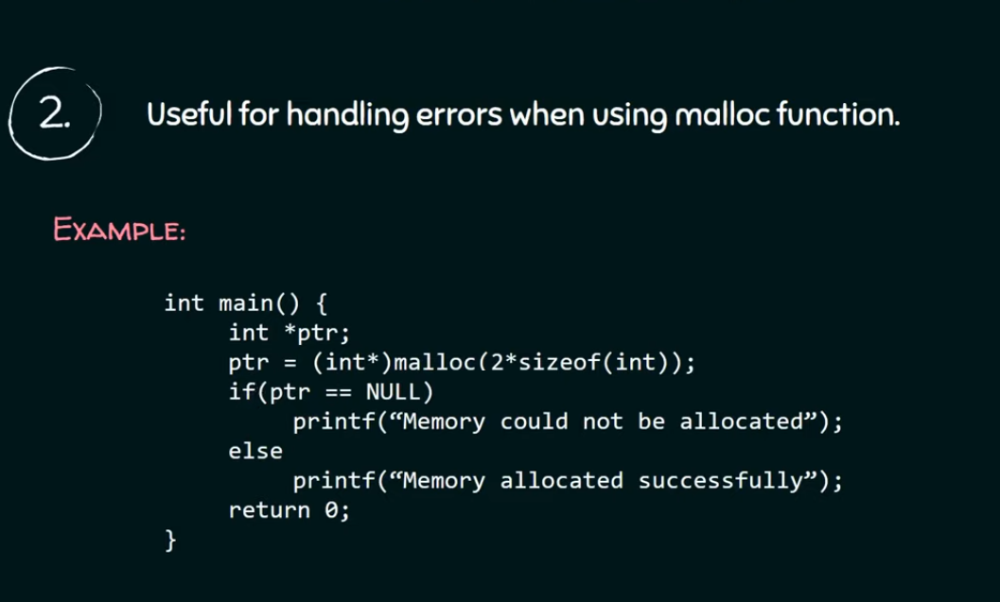 2. Useful for handling errors when using malloc function.
EXAMPLE:
int main() {
int *ptr;
ptr = (int*)malloc(2*sizeof(int));
if(ptr == NULL)
printf(“Memory could not be allocated”);
else
printf(“Memory allocated successfully”);
return 0;
}